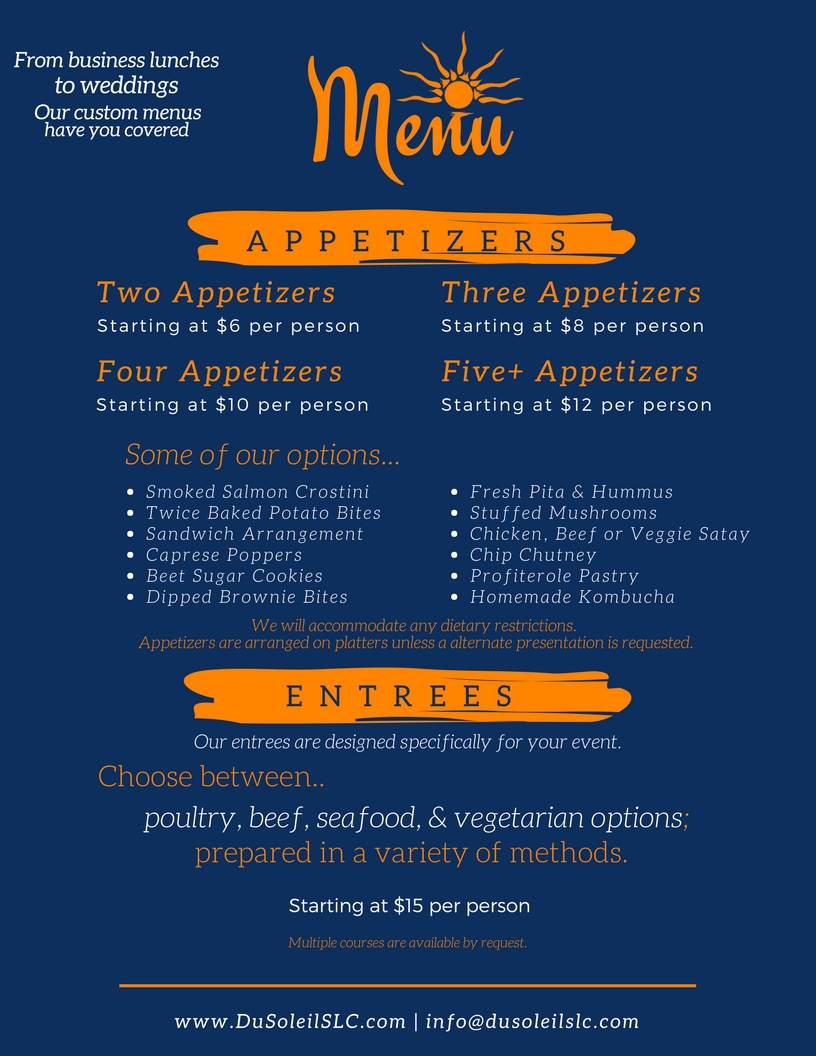 From business lunches
to weddings
Our custom menus
have you covered
Menu
APPETIZERS
Two Appetizers
Starting at $6 per person
Three Appetizers
Starting at $8 per person
Four Appetizers
Starting at $10 per person
Five+ Appetizers
Starting at $12 per person
Some of our options...
• Smoked Salmon Crostini
• Twice Baked Potato Bites
• Sandwich Arrangement
• Caprese Poppers
• Beet Sugar Cookies
• Dipped Brownie Bites
• Fresh Pita & Hummus
• Stuffed Mushrooms
• Chicken, Beef or Veggie Satay
• Chip Chutney
• Profiterole Pastry
• Homemade Kombucha
We will accommodate any dietary restrictions.
Appetizers are arranged on platters unless a alternate presentation is requested.
ENTREES
Our entrees are designed specifically for your event.
Choose between..
poultry, beef, seafood, & vegetarian options;
prepared in a variety of methods.
Starting at $15 per person
Multiple courses are available by request.
www.DuSoleilSLC.com | info@dusoleilslc.com